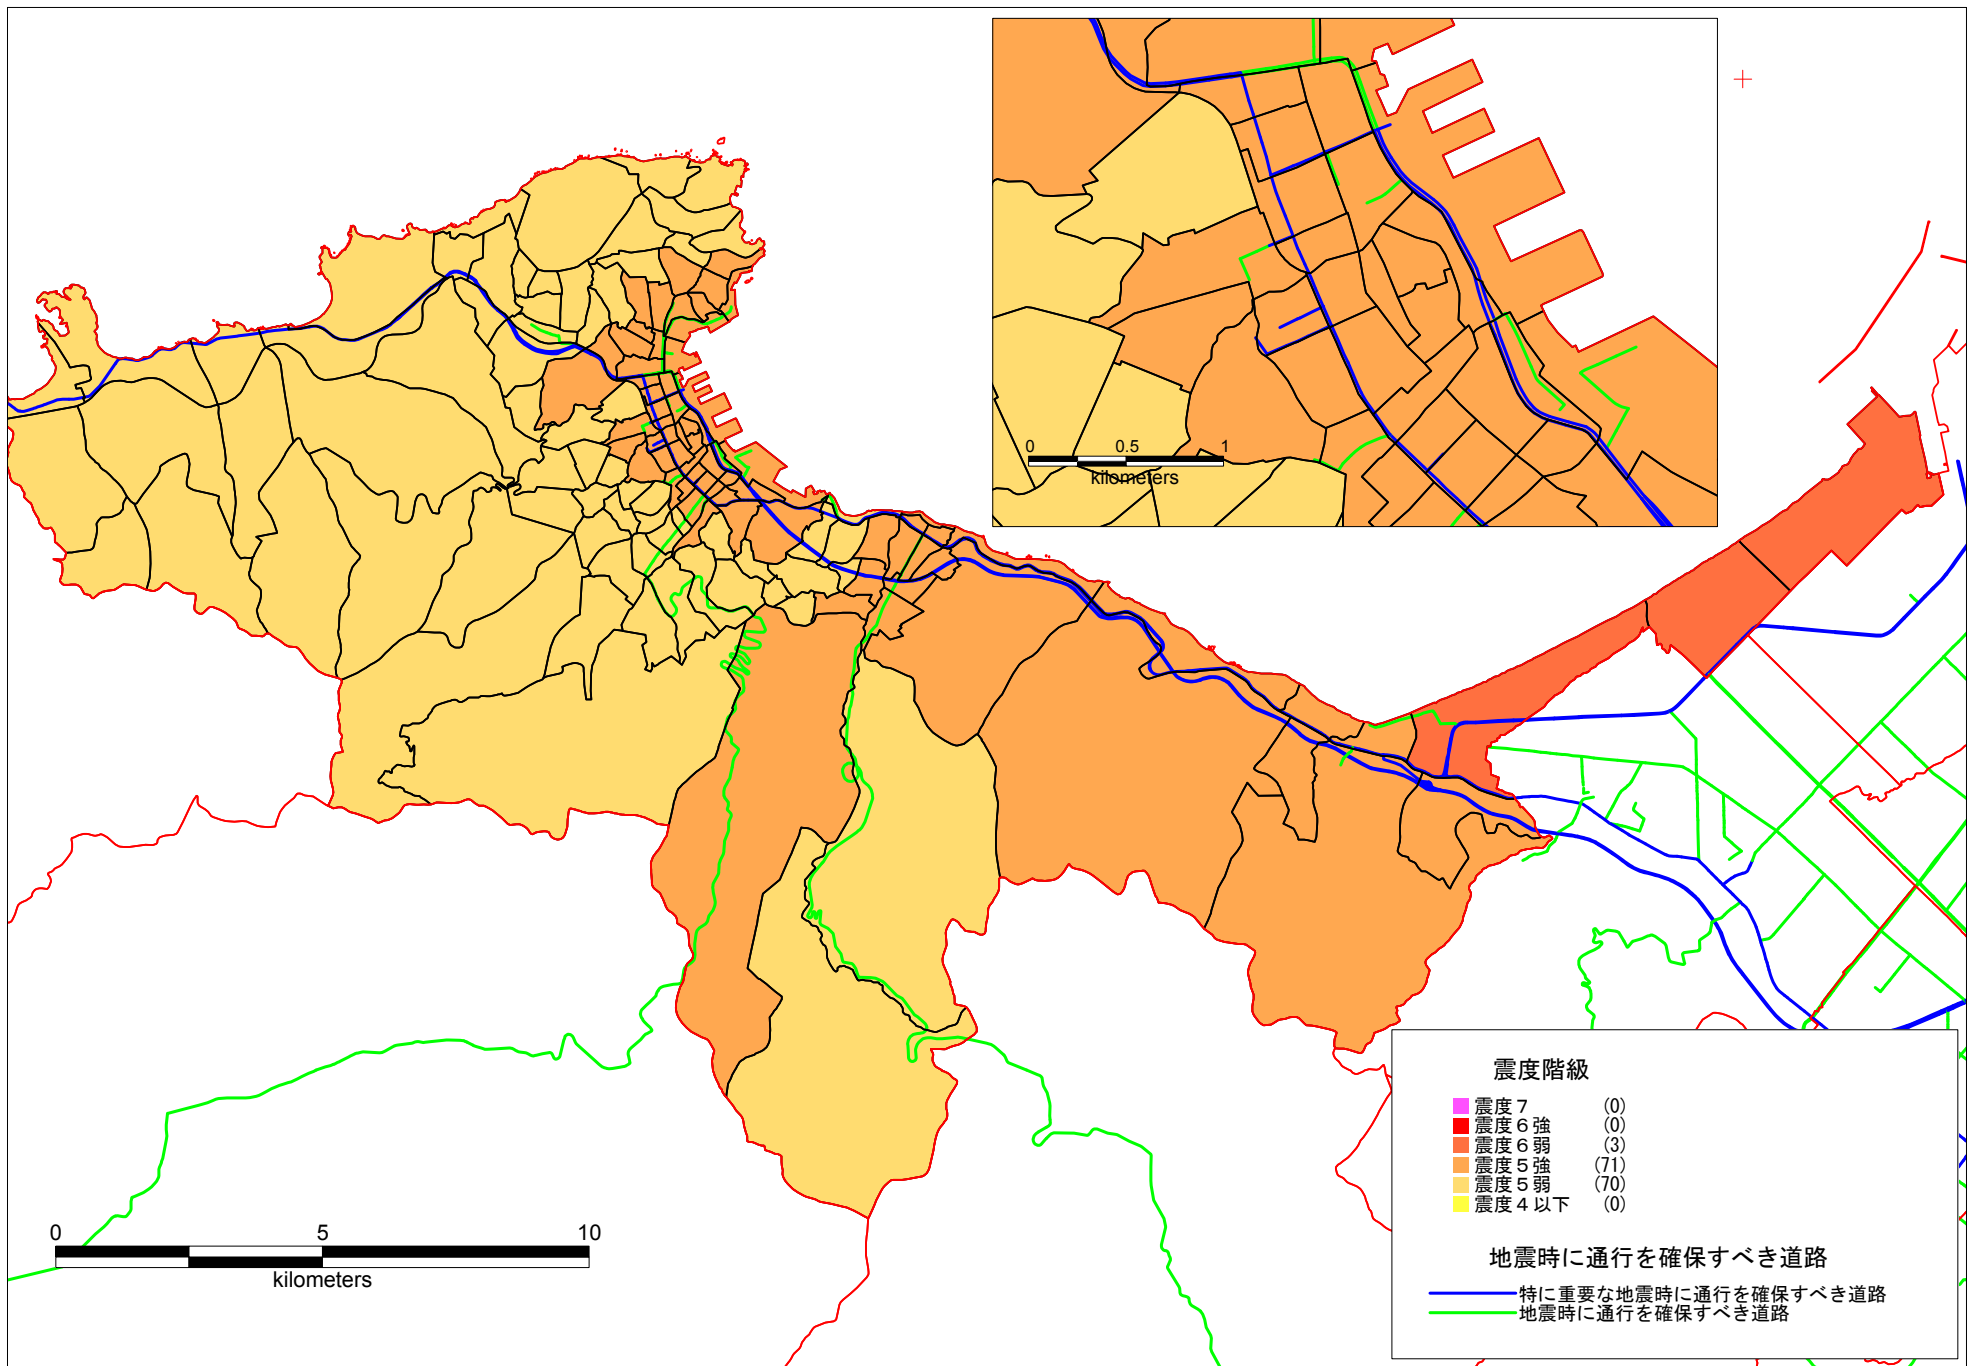 0 0.5 1
kilometers
0 5 10
kilometers
震度階級
震度７ (0)
震度６強 (0)
震度６弱 (3)
震度５強 (71)
震度５弱 (70)
震度４以下 (0)
地震時に通行を確保すべき道路
特に重要な地震時に通行を確保すべき道路
地震時に通行を確保すべき道路